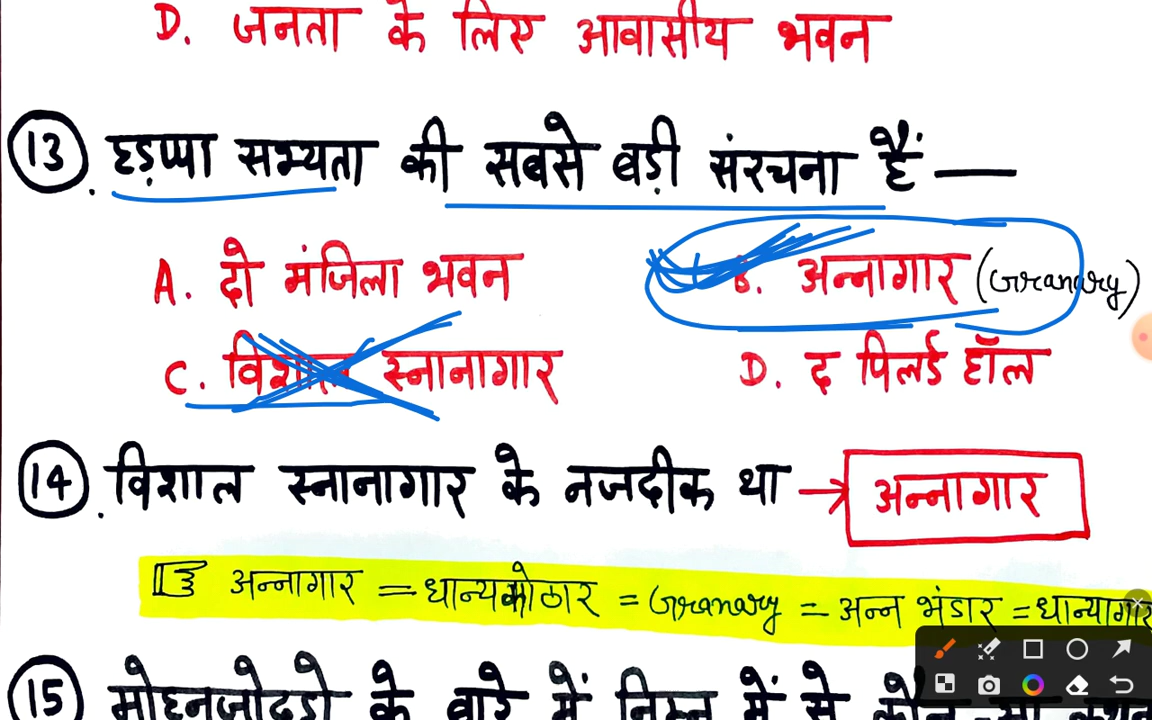 D. जनता के लिए आवासीय भवन
13. हड़प्पा सभ्यता की सबसे बड़ी संरचना हैं —
A. दो मंजिला भवन B. अन्नागार (Granary)
C. विशाल स्नानागार D. द पिलर्ड हॉल
14. विशाल स्नानागार के नजदीक था → अन्नागार
अन्नागार = धान्यकोठार = Granary = अन्न भंडार = धान्यागार
15 मोहनजोदड़ो के बारे में निम्न में से कौन-सा कथन